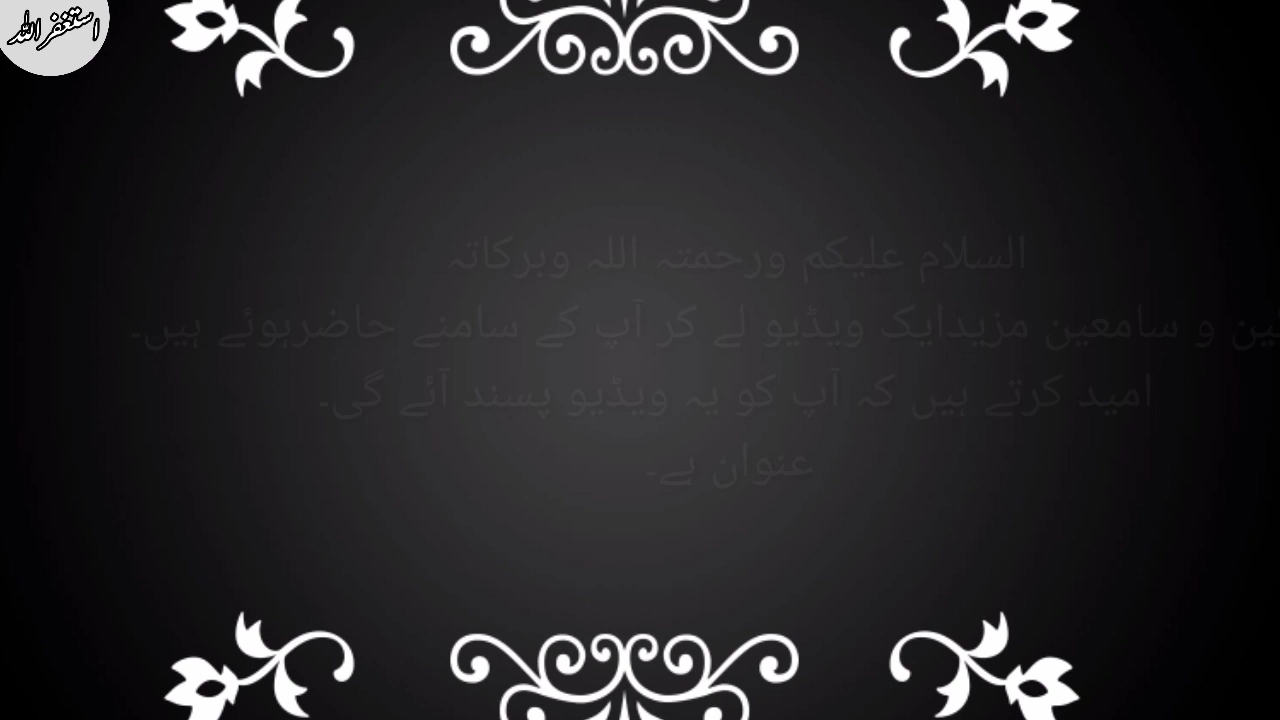 استغفراللہ
السلام علیکم ورحمتہ اللہ وبرکاتہ
و سامعین مزیدایک ویڈیو لے کر آپ کے سامنے حاضرہوئے ہیں۔
امید کرتے ہیں کہ آپ کو یہ ویڈیو پسند آئے گی۔
عنوان ہے۔